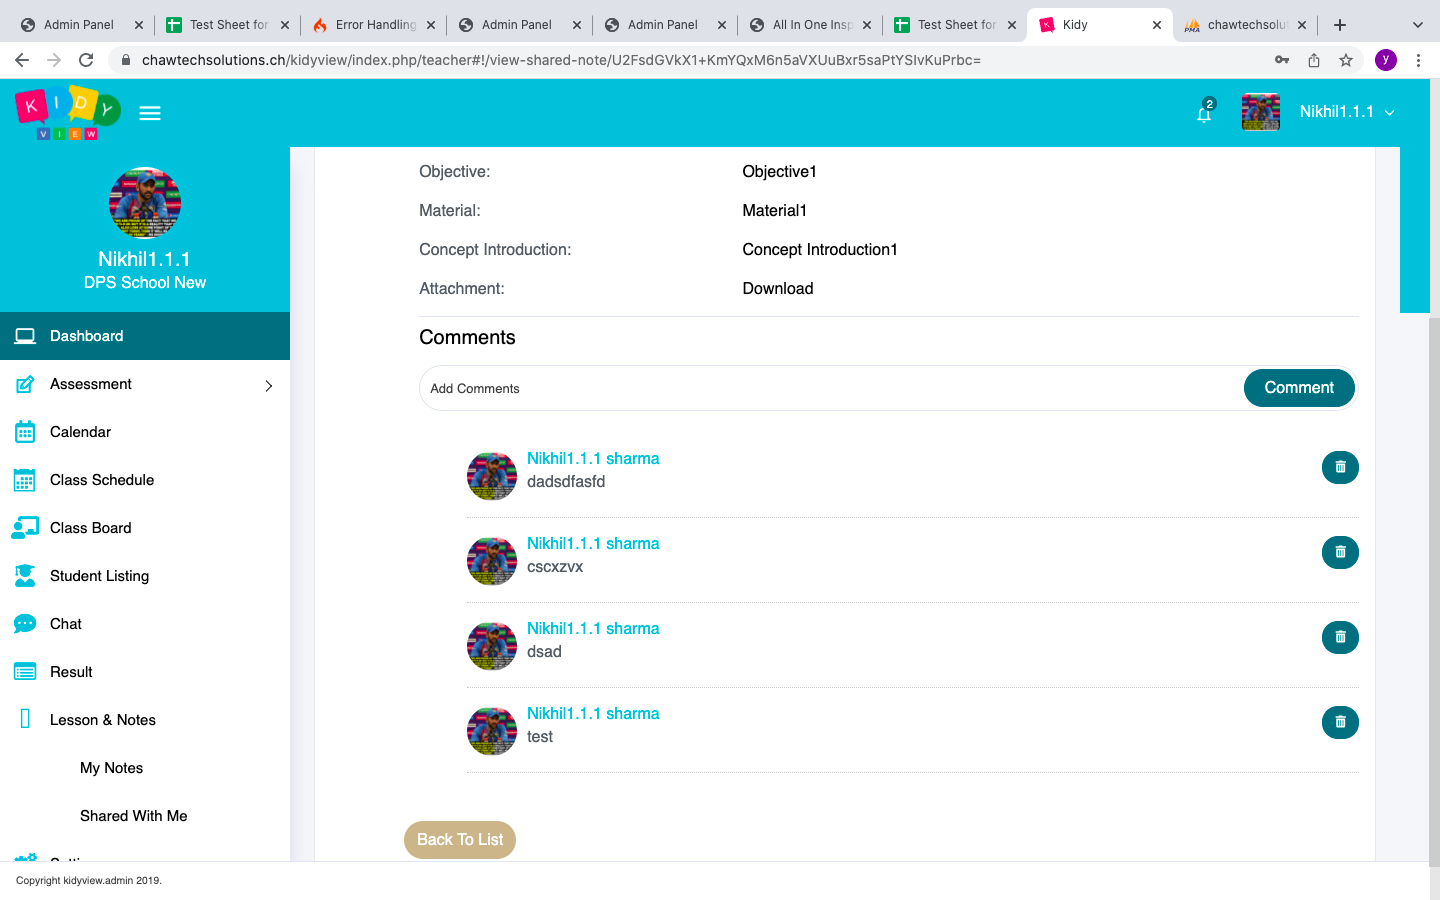 Admin Panel
Test Sheet for
Error Handling
Admin Panel
Admin Panel
All In One Insp
Test Sheet for
Kidy
chawtechsolut
chawtechsolutions.ch/kidyview/index.php/teacher#!/view-shared-note/U2FsdGVkX1+KmYQxM6n5aVXUuBxr5saPtYSIvKuPrbc=
y
KIDY
VIEW
2
Nikhil1.1.1
Nikhil1.1.1
DPS School New
Dashboard
Assessment
Calendar
Class Schedule
Class Board
Student Listing
Chat
Result
Lesson & Notes
My Notes
Shared With Me
Objective: Objective1
Material: Material1
Concept Introduction: Concept Introduction1
Attachment: Download
Comments
Add Comments
Comment
Nikhil1.1.1 sharma
dadsdfasfd
Nikhil1.1.1 sharma
cscxzvx
Nikhil1.1.1 sharma
dsad
Nikhil1.1.1 sharma
test
Back To List
Copyright kidyview.admin 2019.